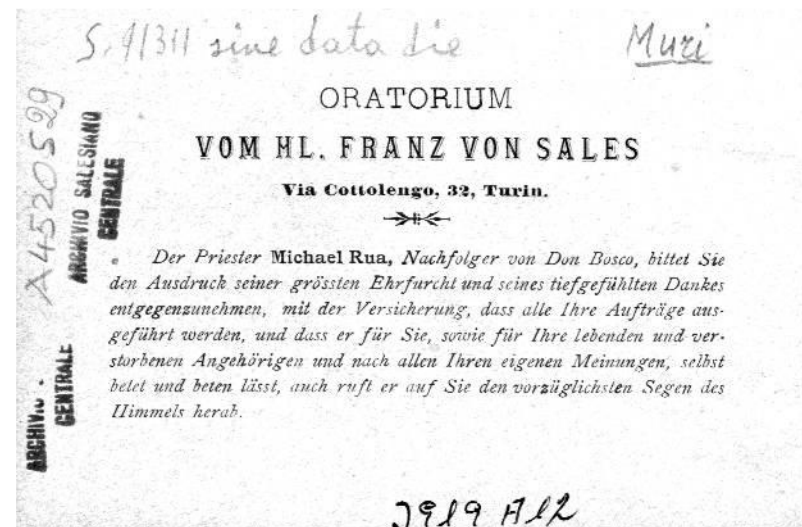 S. 9/311 sine data die
Muri
ORATORIUM
VOM HL. FRANZ VON SALES
Via Cottolengo, 32, Turin.
Der Priester Michael Rua, Nachfolger von Don Bosco, bittet Sie
den Ausdruck seiner grössten Ehrfurcht und seines tiefgefühlten Dankes
entgegenzunehmen, mit der Versicherung, dass alle Ihre Aufträge aus-
geführt werden, und dass er für Sie, sowie für Ihre lebenden und ver-
storbenen Angehörigen und nach allen Ihren eigenen Meinungen, selbst
betet und beten lässt, auch ruft er auf Sie den vorzüglichsten Segen des
Himmels herab.
A4520529
ARCHIVIO SALESIANO
CENTRALE
CENTRALE